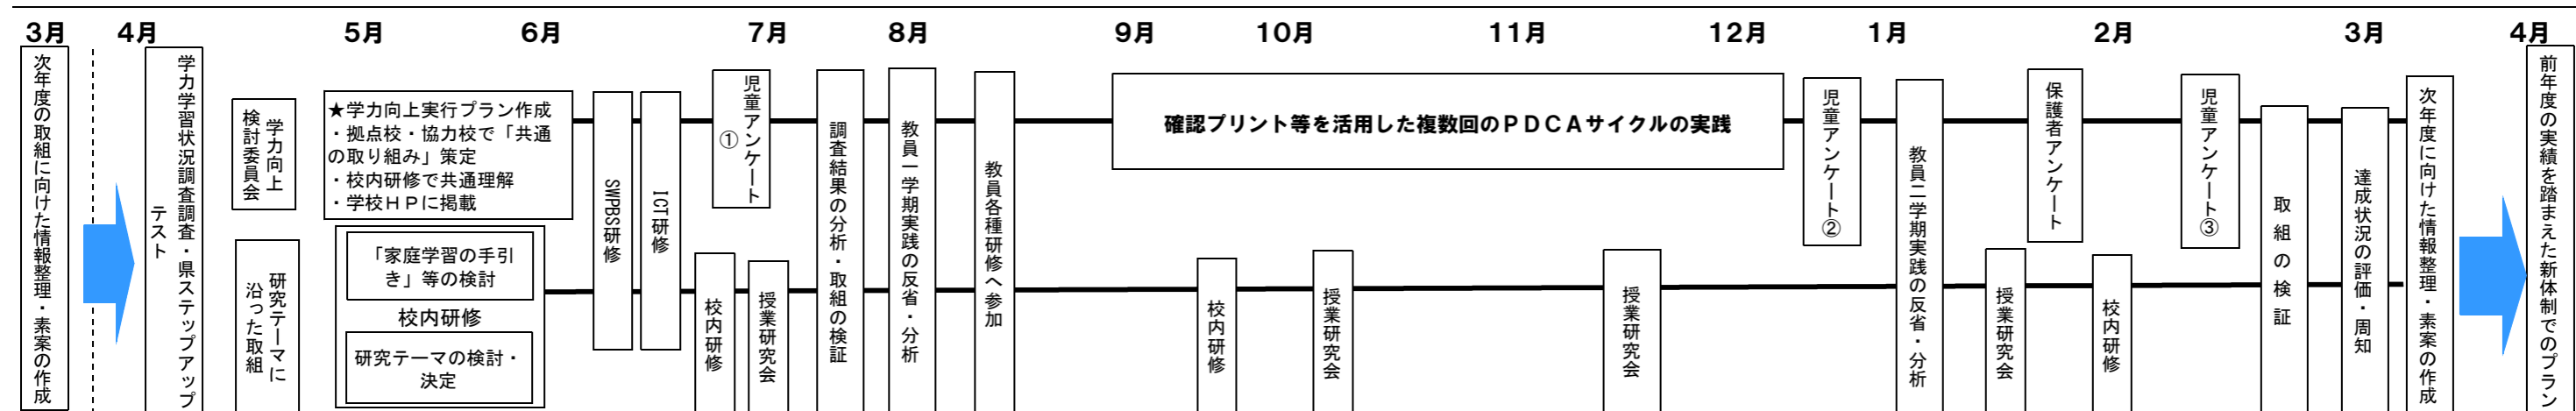 3月
4月
5月
6月
7月
8月
9月
10月
11月
12月
1月
2月
3月
4月
次年度の取組に向けた情報整理・素案の作成
学力学習状況調査調査・県ステップアップ
テスト
学力向上
検討委員会
研究テーマに
沿った取組
★学力向上実行プラン作成
・拠点校・協力校で「共通
の取り組み」策定
・校内研修で共通理解
・学校ＨＰに掲載
「家庭学習の手引
き」等の検討
校内研修
研究テーマの検討・
決定
SWPBS研修
ICT研修
児童アンケート
①
校内研修
授業研究会
調査結果の分析・取組の検証
教員一学期実践の反省・分析
教員各種研修へ参加
確認プリント等を活用した複数回のＰＤＣＡサイクルの実践
校内研修
授業研究会
授業研究会
児童アンケート②
教員二学期実践の反省・分析
授業研究会
保護者アンケート
校内研修
児童アンケート③
取組の検証
達成状況の評価・周知
次年度に向けた情報整理・素案の作成
前年度の実績を踏まえた新体制でのプラン